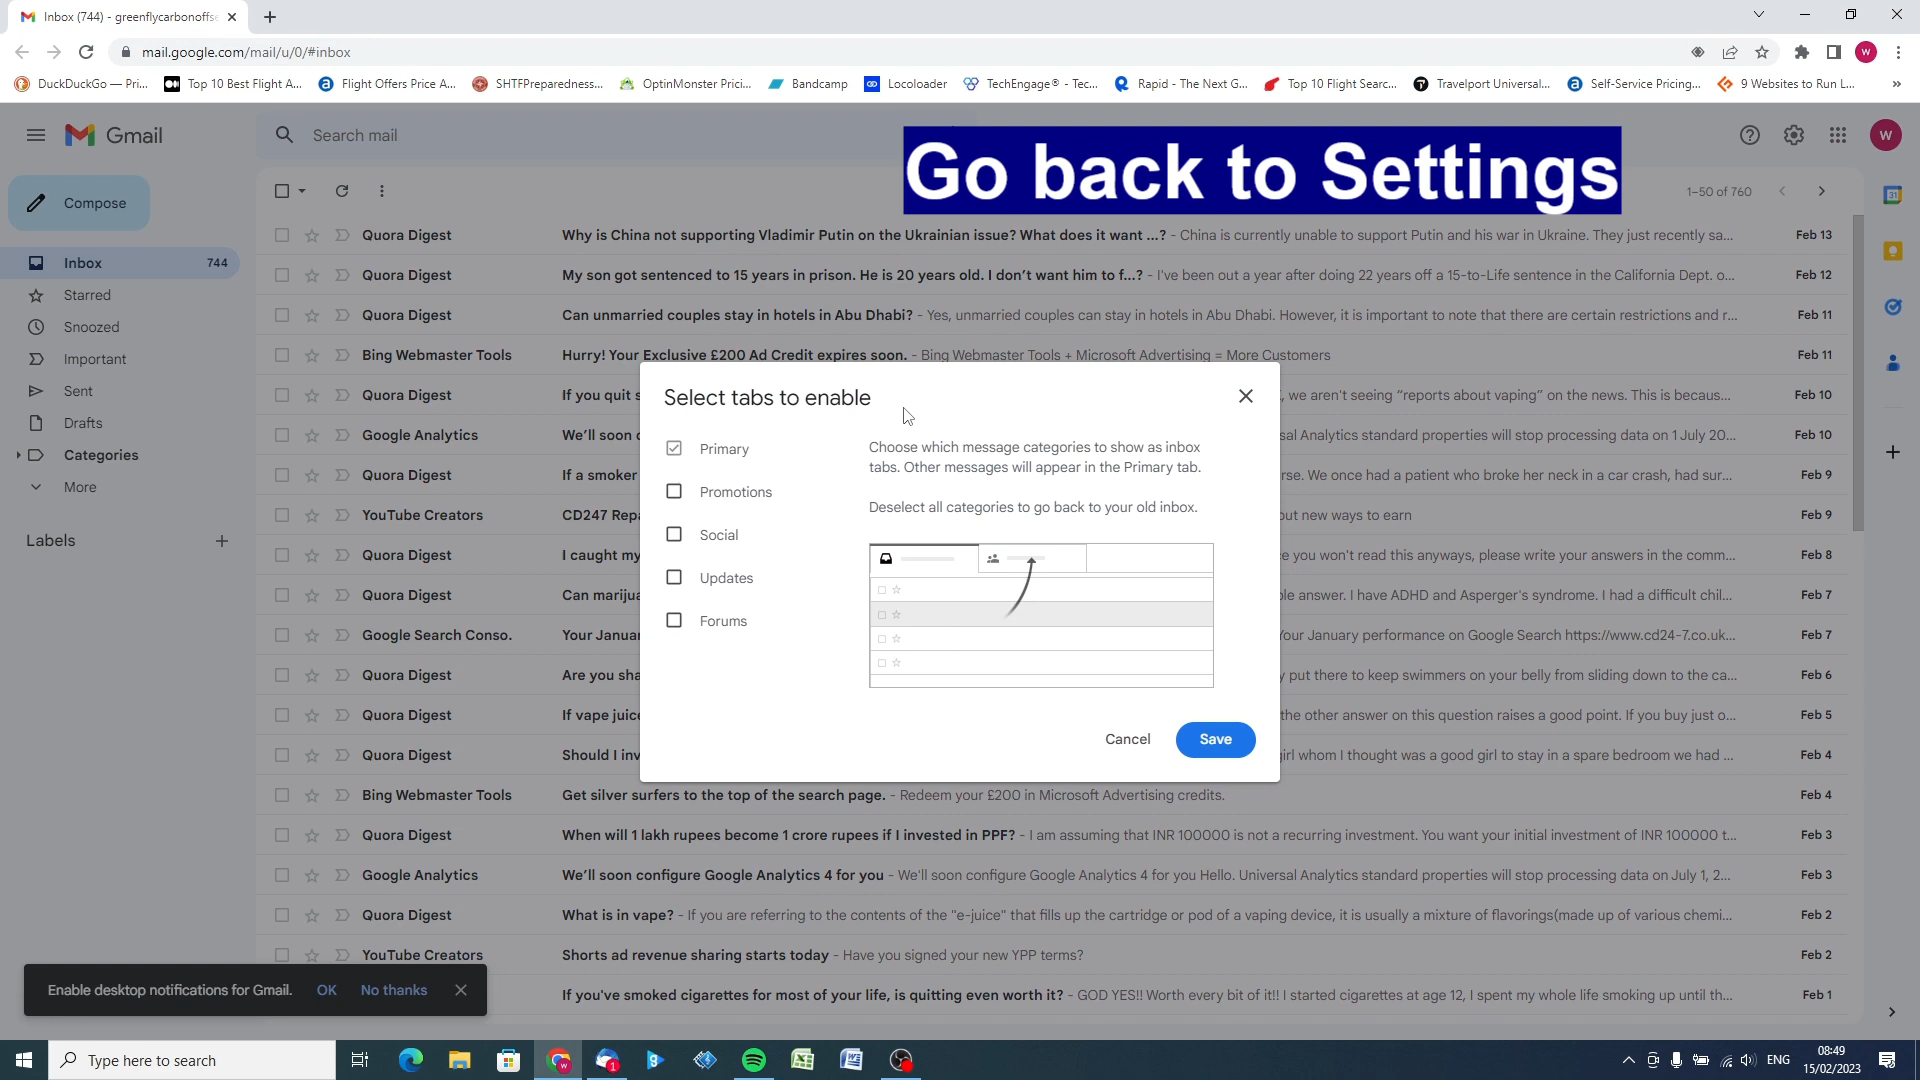 Inbox (744) - greenflycarbonoffse
mail.google.com/mail/u/0/#inbox
W
DuckDuckGo — Pri...
Top 10 Best Flight A...
Flight Offers Price A...
SHTFPreparedness...
OptinMonster Prici...
Bandcamp
Locoloader
TechEngage® - Tec...
Rapid - The Next G...
Top 10 Flight Searc...
Travelport Universal...
Self-Service Pricing...
9 Websites to Run L...
»
Gmail
Search mail
Go back to Settings
W
Compose
1–50 of 760
Inbox 744
Starred
Snoozed
Important
Sent
Drafts
Categories
More
Labels
Quora Digest Why is China not supporting Vladimir Putin on the Ukrainian issue? What does it want ...? - China is currently unable to support Putin and his war in Ukraine. They just recently sa... Feb 13
Quora Digest My son got sentenced to 15 years in prison. He is 20 years old. I don't want him to f...? - I've been out a year after doing 22 years off a 15-to-Life sentence in the California Dept. o... Feb 12
Quora Digest Can unmarried couples stay in hotels in Abu Dhabi? - Yes, unmarried couples can stay in hotels in Abu Dhabi. However, it is important to note that there are certain restrictions and r... Feb 11
Bing Webmaster Tools Hurry! Your Exclusive £200 Ad Credit expires soon. - Bing Webmaster Tools + Microsoft Advertising = More Customers Feb 11
Quora Digest If you quit , we aren't seeing "reports about vaping" on the news. This is becaus... Feb 10
Google Analytics We'll soon Analytics standard properties will stop processing data on 1 July 20... Feb 10
Quora Digest If a smoker We once had a patient who broke her neck in a car crash, had sur... Feb 9
YouTube Creators CD247 new ways to earn Feb 9
Quora Digest I caught my you won't read this anyways, please write your answers in the comm... Feb 8
Quora Digest Can answer. I have ADHD and Asperger's syndrome. I had a difficult chil... Feb 7
Google Search Conso. Your January performance on Google Search https://www.cd24-7.co.uk... Feb 7
Quora Digest Are you put there to keep swimmers on your belly from sliding down to the ca... Feb 6
Quora Digest If vape the other answer on this question raises a good point. If you buy just o... Feb 5
Quora Digest Should I whom I thought was a good girl to stay in a spare bedroom we had ... Feb 4
Bing Webmaster Tools Get silver surfers to the top of the search page. - Redeem your £200 in Microsoft Advertising credits. Feb 4
Quora Digest When will 1 lakh rupees become 1 crore rupees if I invested in PPF? - I am assuming that INR 100000 is not a recurring investment. You want your initial investment of INR 100000 t... Feb 3
Google Analytics We'll soon configure Google Analytics 4 for you - We'll soon configure Google Analytics 4 for you Hello. Universal Analytics standard properties will stop processing data on July 1, 2... Feb 3
Quora Digest What is in vape? - If you are referring to the contents of the "e-juice" that fills up the cartridge or pod of a vaping device, it is usually a mixture of flavorings(made up of various chemi... Feb 2
YouTube Creators Shorts ad revenue sharing starts today - Have you signed your new YPP terms? Feb 2
If you've smoked cigarettes for most of your life, is quitting even worth it? - GOD YES!! Worth every bit of it!! I started cigarettes at age 12, I spent my whole life smoking up until th... Feb 1
Select tabs to enable
Primary
Promotions
Social
Updates
Forums
Choose which message categories to show as inbox
tabs. Other messages will appear in the Primary tab.
Deselect all categories to go back to your old inbox.
Cancel
Save
Enable desktop notifications for Gmail. OK No thanks
Type here to search
ENG
08:49
15/02/2023